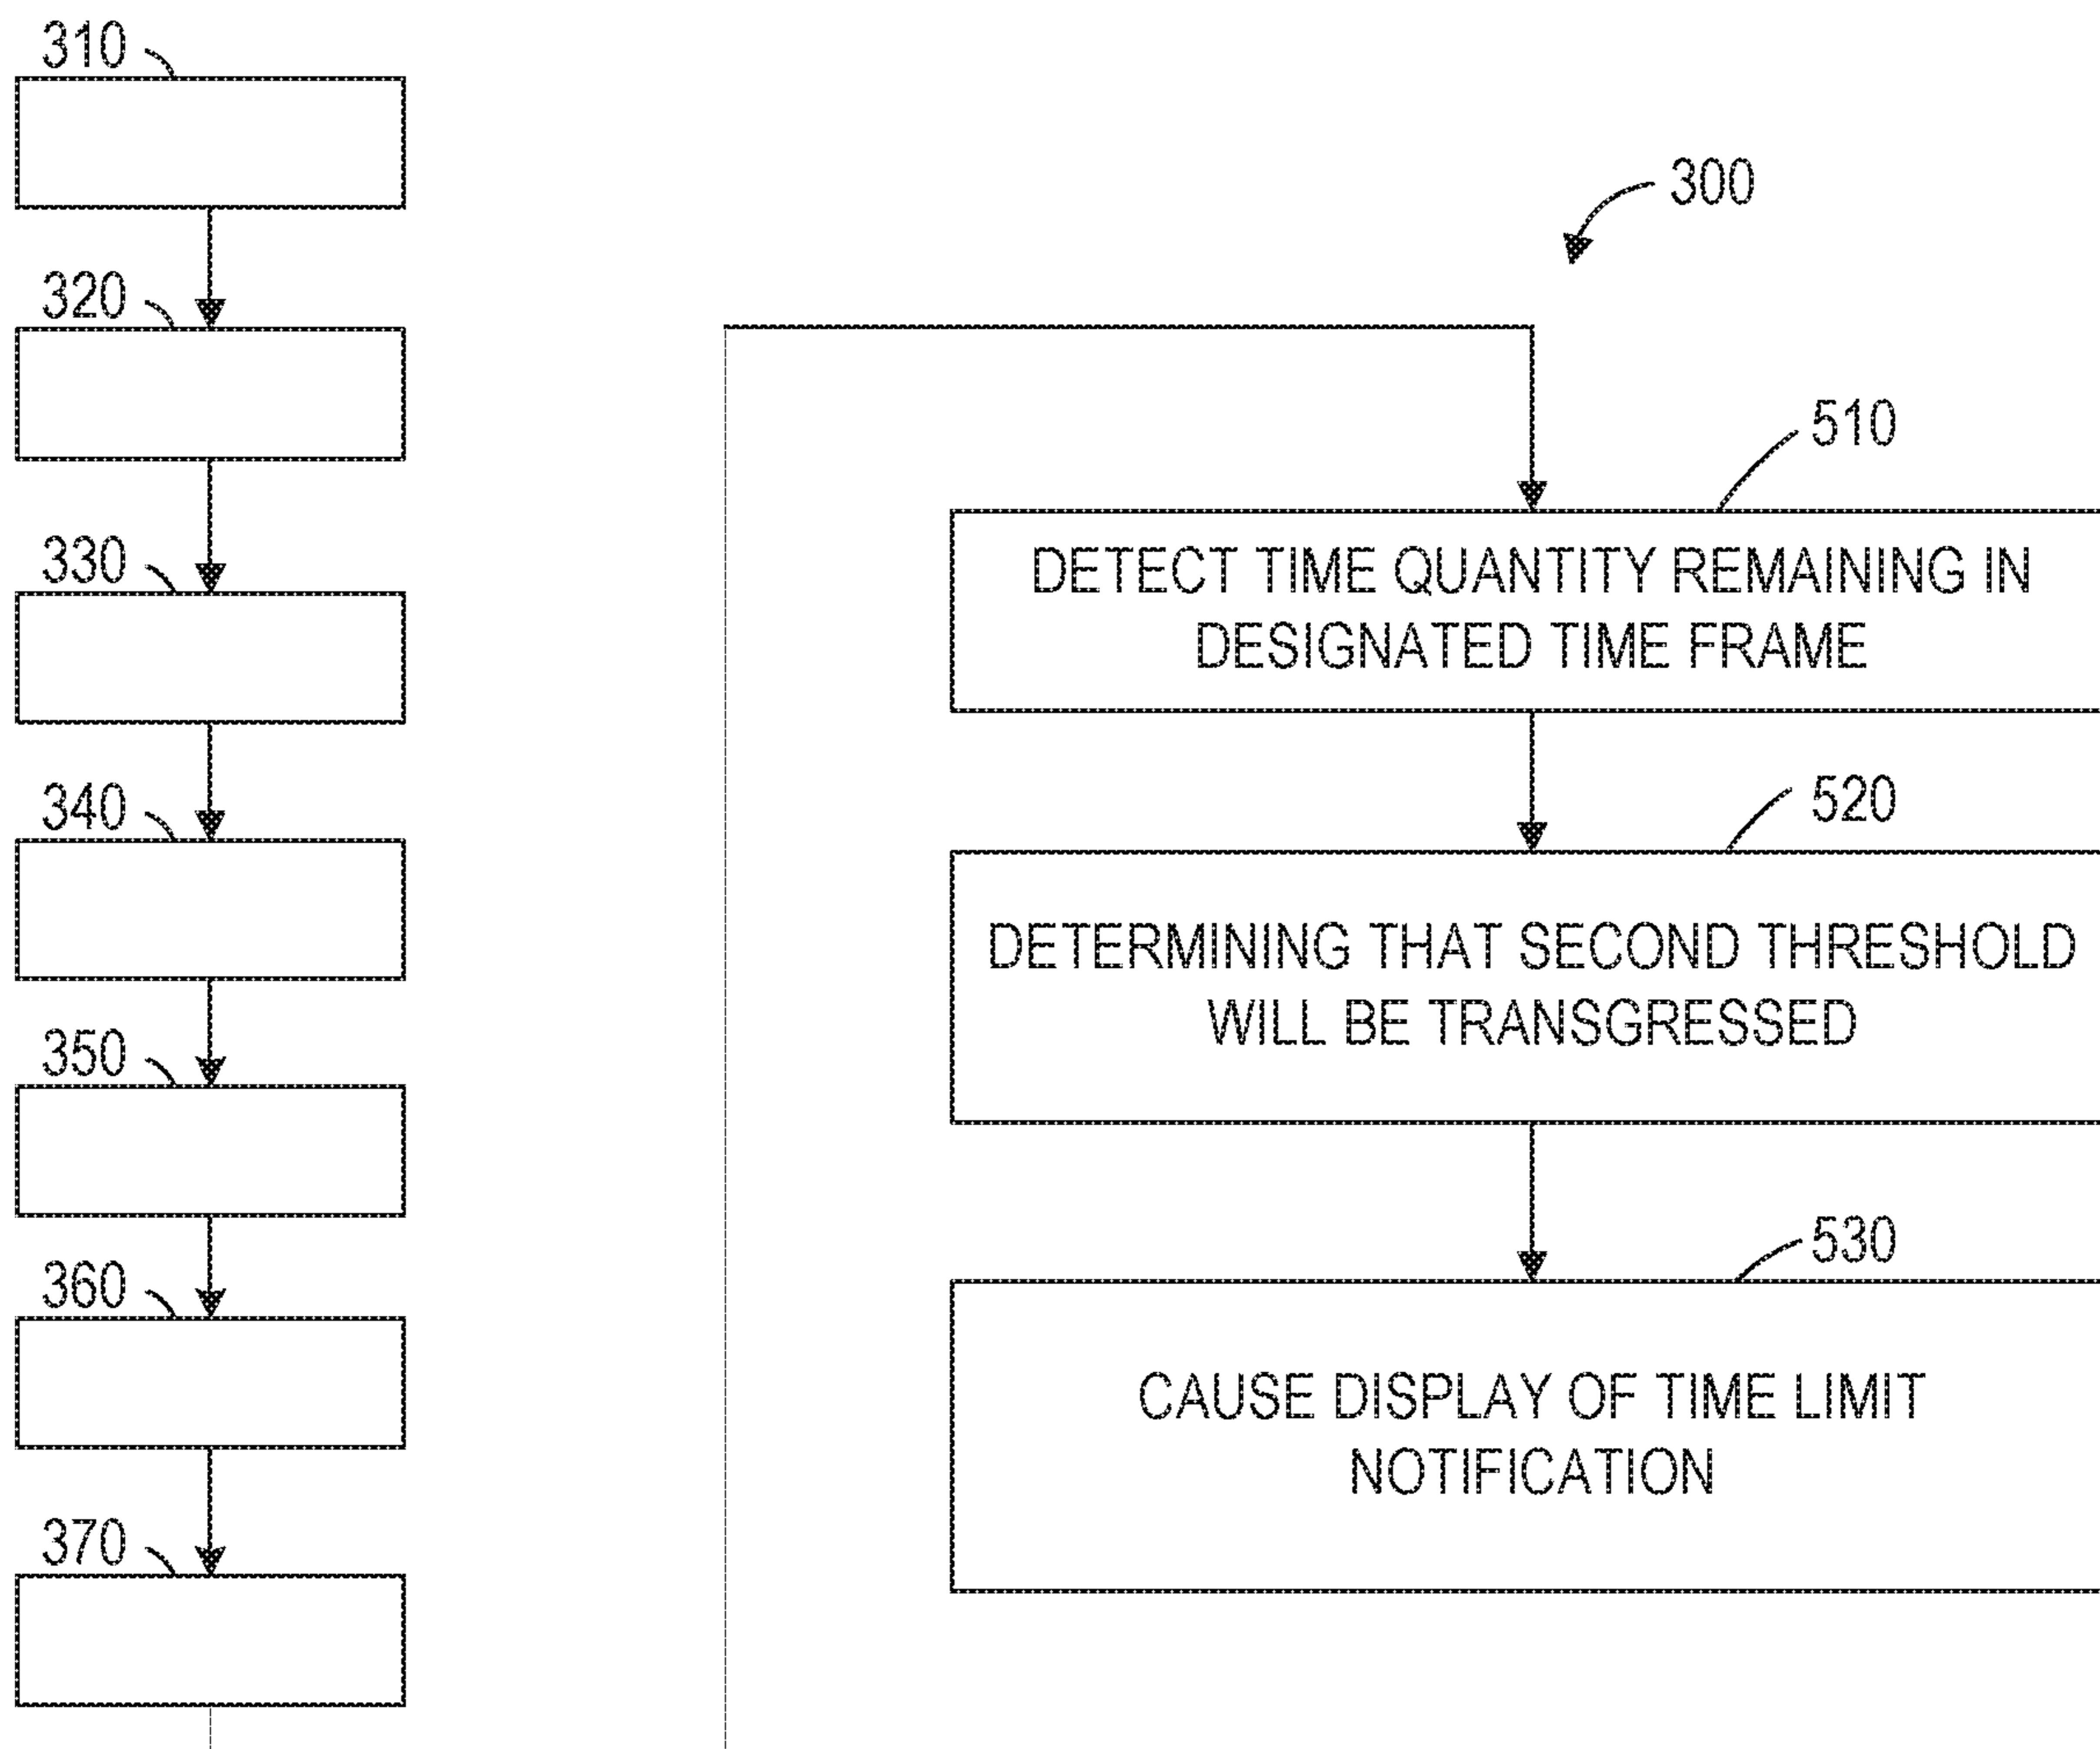 310
320
330
340
350
360
370
300
510
DETECT TIME QUANTITY REMAINING IN
DESIGNATED TIME FRAME
520
DETERMINING THAT SECOND THRESHOLD
WILL BE TRANSGRESSED
530
CAUSE DISPLAY OF TIME LIMIT
NOTIFICATION